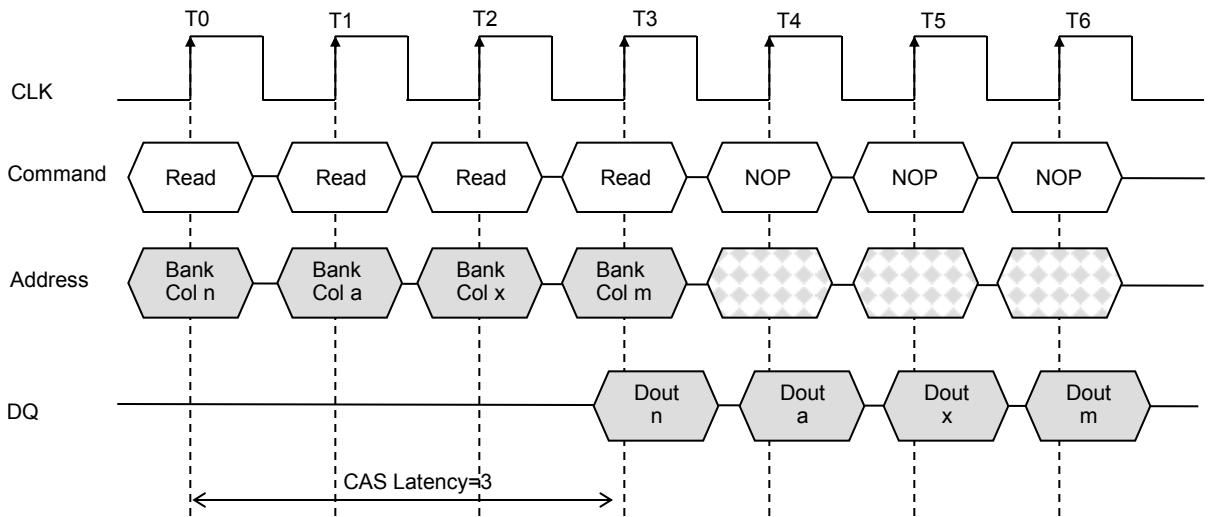 T0 T1 T2 T3 T4 T5 T6
CLK
Command Read Read Read Read NOP NOP NOP
Address Bank Bank Bank Bank
Col n Col a Col x Col m
DQ Dout Dout Dout Dout
n a x m
CAS Latency=3